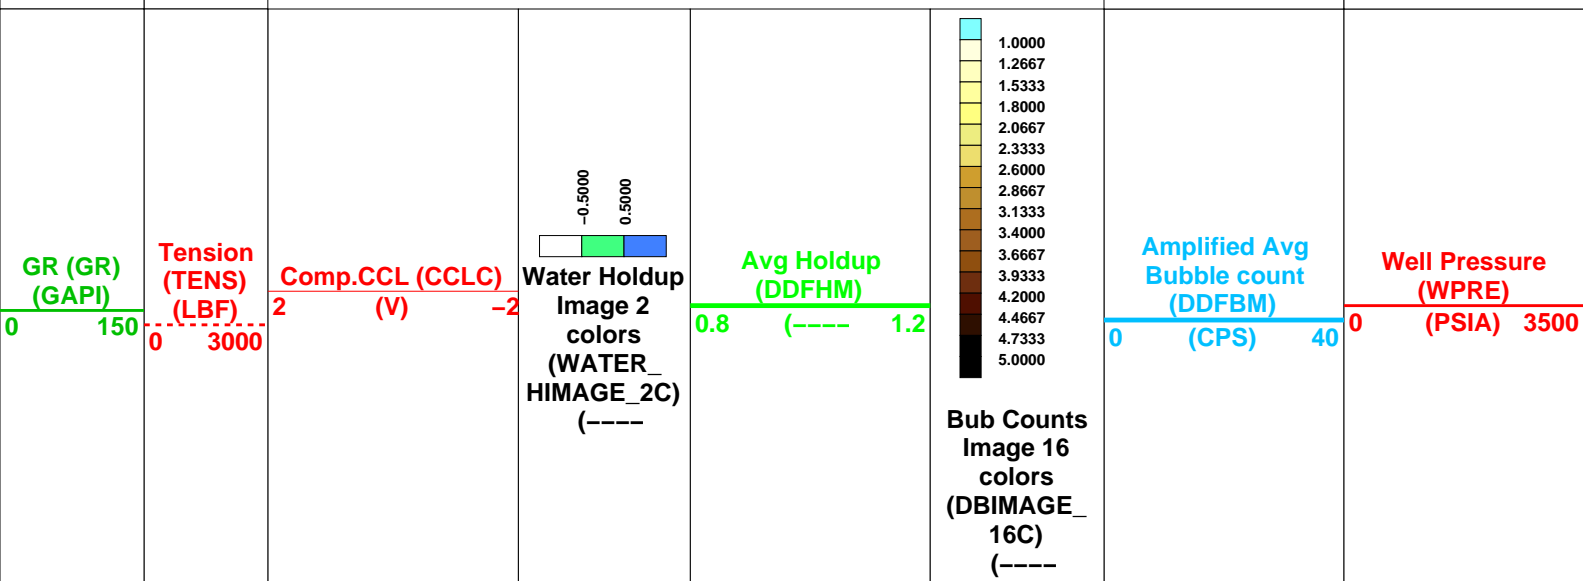 GR (GR)
(GAPI)
0 150
Tension
(TENS)
(LBF)
0 3000
Comp.CCL (CCLC)
2 (V) −2
−0.5000
0.5000
Water Holdup
Image 2
colors
(WATER_
HIMAGE_2C)
(−−−−
Avg Holdup
(DDFHM)
0.8 (−−−− 1.2
1.0000
1.2667
1.5333
1.8000
2.0667
2.3333
2.6000
2.8667
3.1333
3.4000
3.6667
3.9333
4.2000
4.4667
4.7333
5.0000
Bub Counts
Image 16
colors
(DBIMAGE_
16C)
(−−−−
Amplified Avg
Bubble count
(DDFBM)
0 (CPS) 40
Well Pressure
(WPRE)
0 (PSIA) 3500